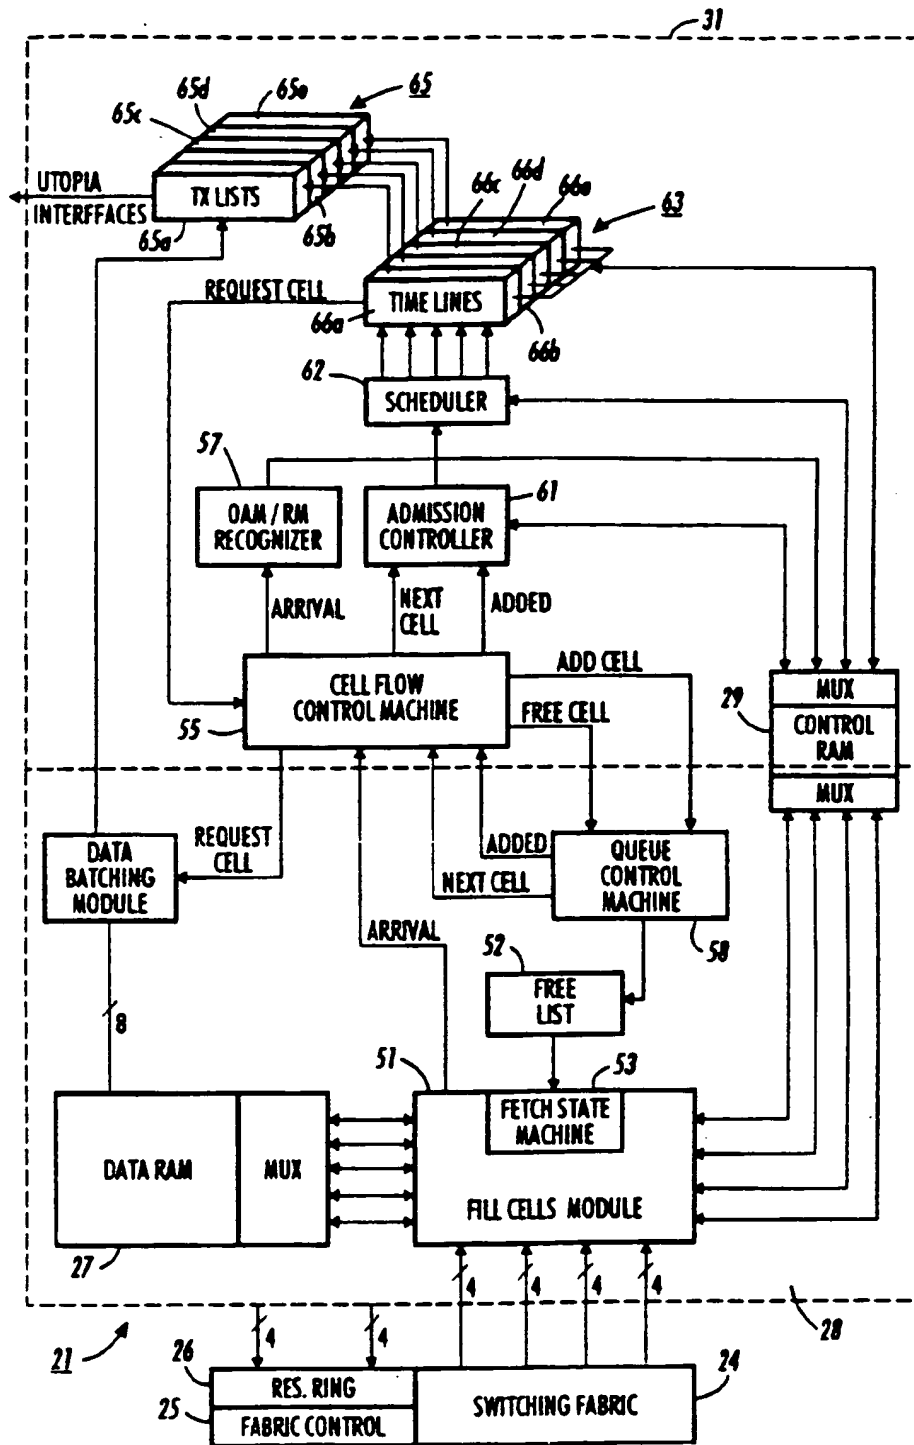 31
65e
65
65d
65c
66e
66d
66c
63
UTOPIA
INTERFFACES
TX LISTS
65a
65b
REQUEST CELL
TIME LINES
66a
66b
62
SCHEDULER
57
61
OAM / RM
RECOGNIZER
ADMISSION
CONTROLLER
ARRIVAL
NEXT
CELL
ADDED
ADD CELL
CELL FLOW
CONTROL MACHINE
FREE CELL
55
29
MUX
CONTROL
RAM
MUX
REQUEST
CELL
DATA
BATCHING
MODULE
ADDED
NEXT CELL
QUEUE
CONTROL
MACHINE
ARRIVAL
58
52
FREE
LIST
8
51
53
FETCH STATE
MACHINE
DATA RAM
MUX
FILL CELLS MODULE
27
4
4
4
4
28
21
4
4
26
RES. RING
24
25
FABRIC CONTROL
SWITCHING FABRIC